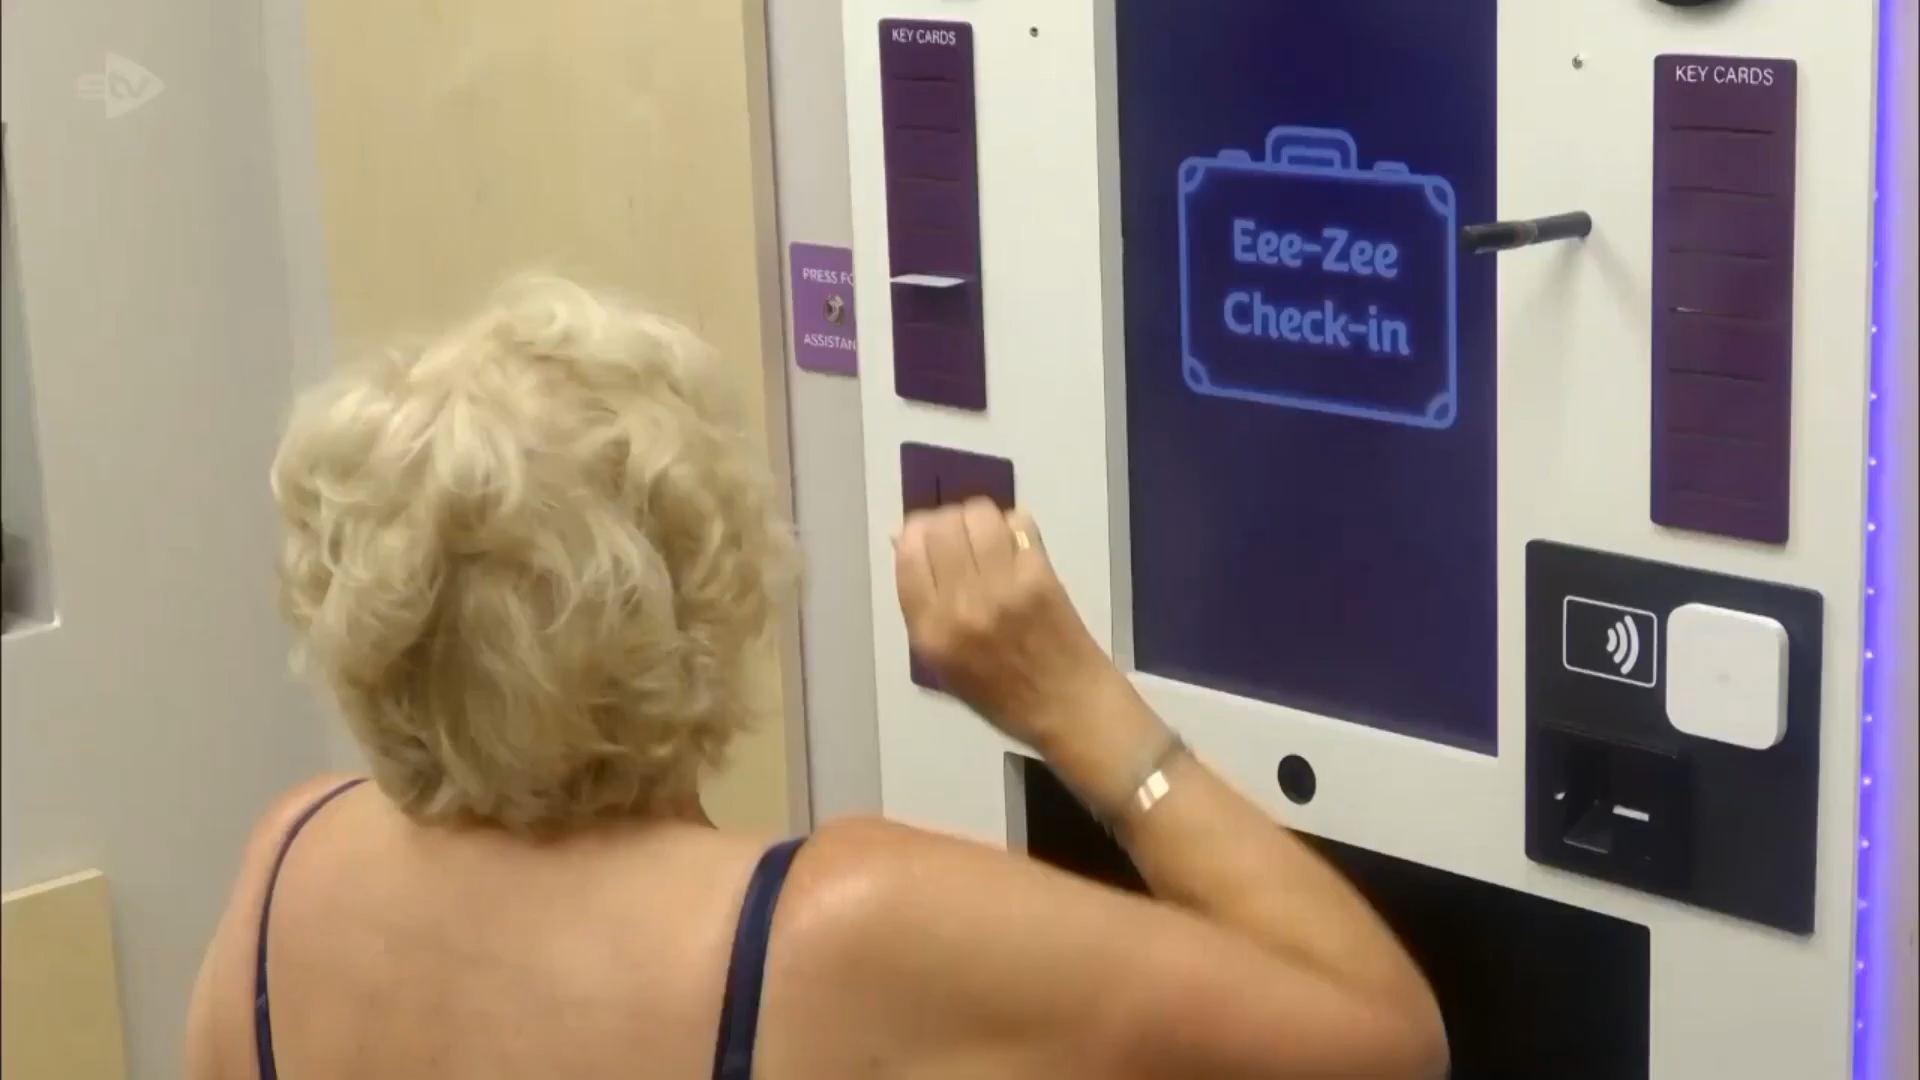 stv
KEY CARDS
KEY CARDS
Eee-Zee
Check-in
PRESS FO
ASSISTAN